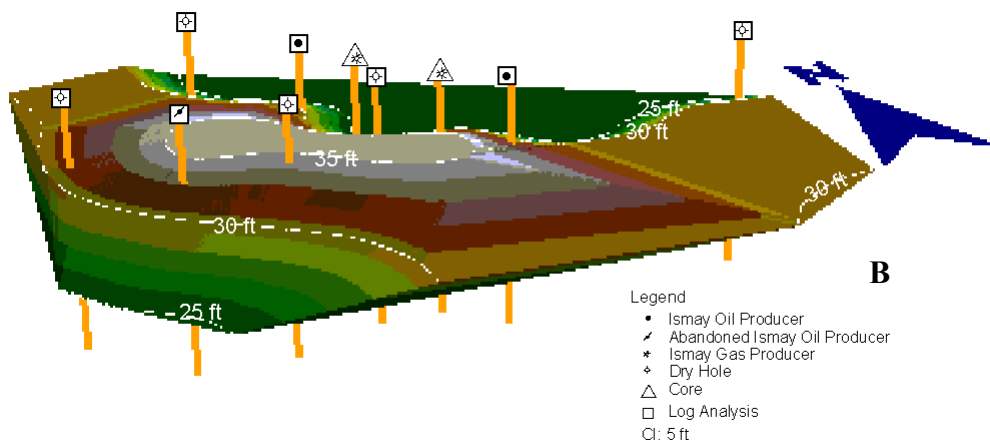 25 ft
30 ft
35 ft
30 ft
30 ft
25 ft
B
Legend
Ismay Oil Producer
Abandoned Ismay Oil Producer
Ismay Gas Producer
Dry Hole
Core
Log Analysis
CI: 5 ft